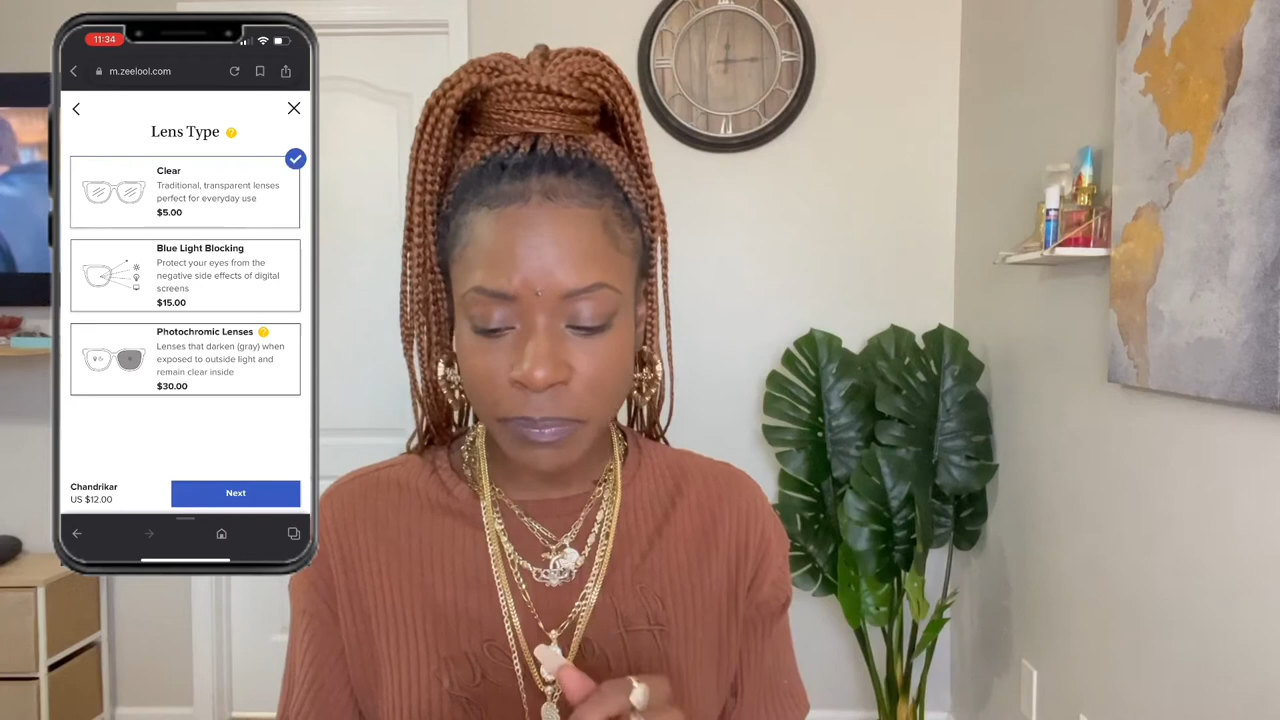 11:34
m.zeelool.com
Lens Type ?
Clear
Traditional, transparent lenses
perfect for everyday use
$5.00
Blue Light Blocking
Protect your eyes from the
negative side effects of digital
screens
$15.00
Photochromic Lenses ?
Lenses that darken (gray) when
exposed to outside light and
remain clear inside
$30.00
Chandrikar
US $12.00
Next